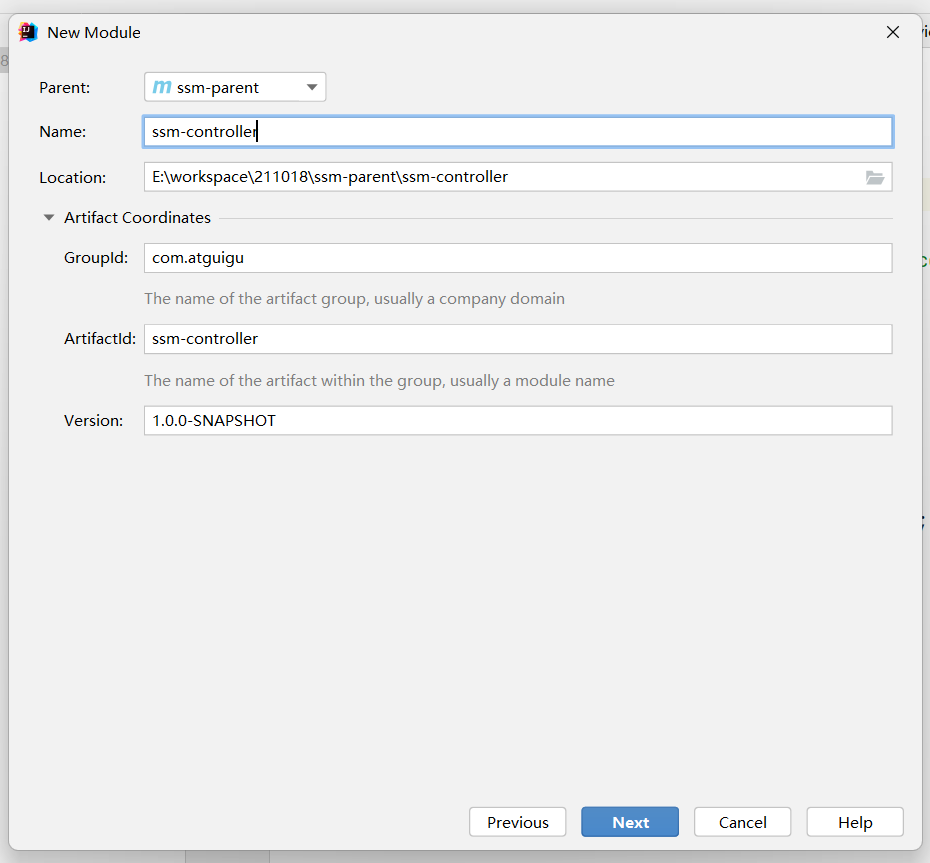 New Module
Parent: m ssm-parent
Name: ssm-controller
Location: E:\workspace\211018\ssm-parent\ssm-controller
Artifact Coordinates
GroupId: com.atguigu
The name of the artifact group, usually a company domain
ArtifactId: ssm-controller
The name of the artifact within the group, usually a module name
Version: 1.0.0-SNAPSHOT
Previous Next Cancel Help